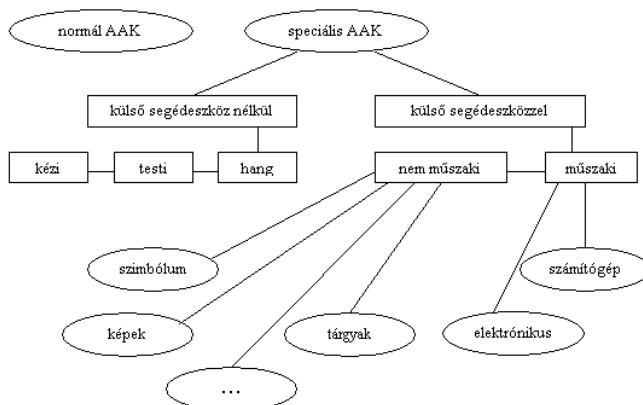 normál AAK
speciális AAK
külső segédeszköz nélkül
külső segédeszközzel
kézi
testi
hang
nem műszaki
műszaki
szimbólum
számítógép
képek
tárgyak
elektrónikus
...